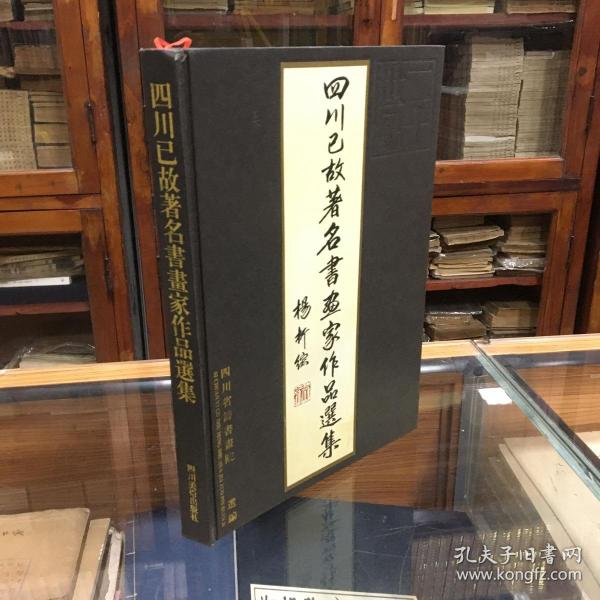 四川已故著名書畫家作品選集
四川美術出版社
四川已故著名書畫家作品選集
楊析綜
四川省詩書畫院
選編
孔夫子旧书网
www.kongfz.com